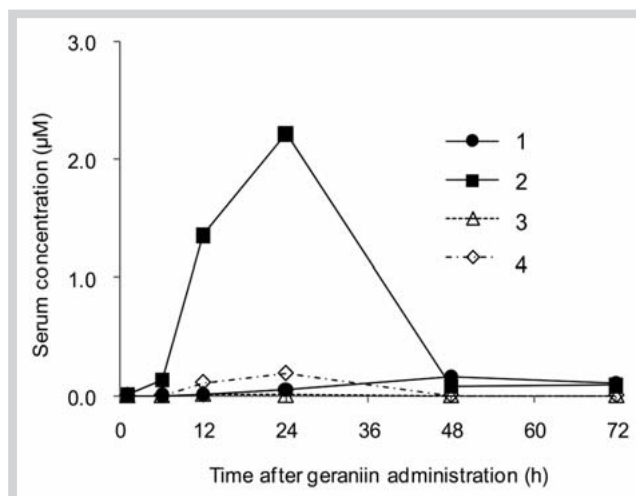 3.0
2.0
1.0
0.0
Serum concentration (µM)
1
2
3
4
0 12 24 36 48 60 72
Time after geraniin administration (h)